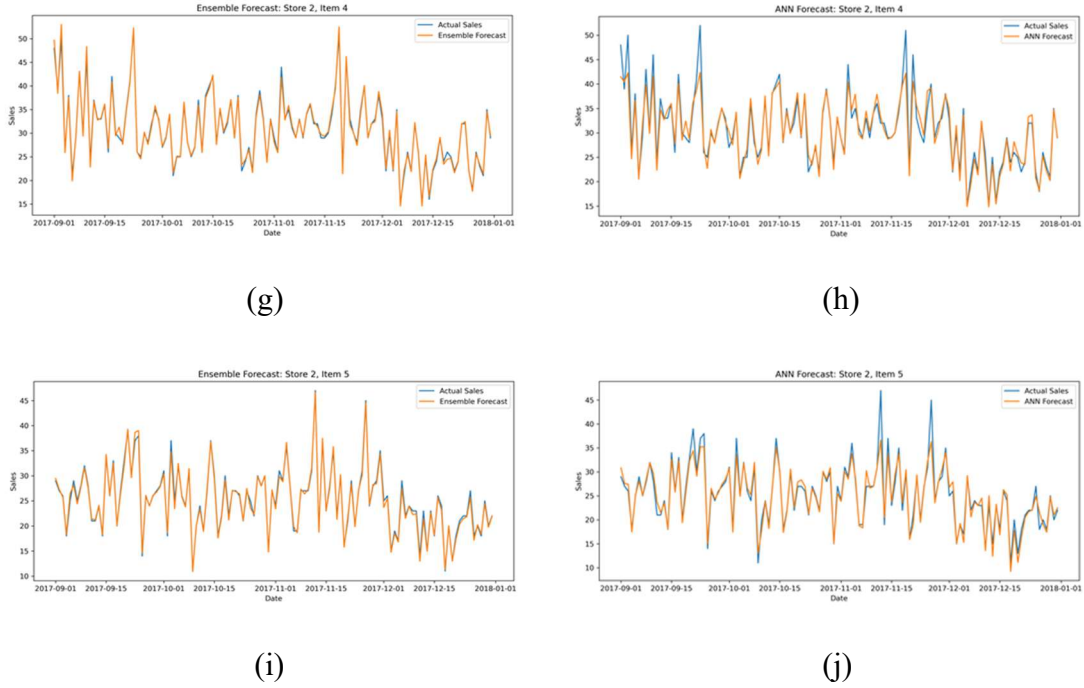 Ensemble Forecast: Store 2, Item 4
Actual Sales
Ensemble Forecast
50
45
40
35
30
25
20
15
Sales
2017-09-01 2017-09-15 2017-10-01 2017-10-15 2017-11-01 2017-11-15 2017-12-01 2017-12-15 2018-01-01
Date
(g)
ANN Forecast: Store 2, Item 4
Actual Sales
ANN Forecast
50
45
40
35
30
25
20
15
Sales
2017-09-01 2017-09-15 2017-10-01 2017-10-15 2017-11-01 2017-11-15 2017-12-01 2017-12-15 2018-01-01
Date
(h)
Ensemble Forecast: Store 2, Item 5
Actual Sales
Ensemble Forecast
45
40
35
30
25
20
15
10
Sales
2017-09-01 2017-09-15 2017-10-01 2017-10-15 2017-11-01 2017-11-15 2017-12-01 2017-12-15 2018-01-01
Date
(i)
ANN Forecast: Store 2, Item 5
Actual Sales
ANN Forecast
45
40
35
30
25
20
15
10
Sales
2017-09-01 2017-09-15 2017-10-01 2017-10-15 2017-11-01 2017-11-15 2017-12-01 2017-12-15 2018-01-01
Date
(j)